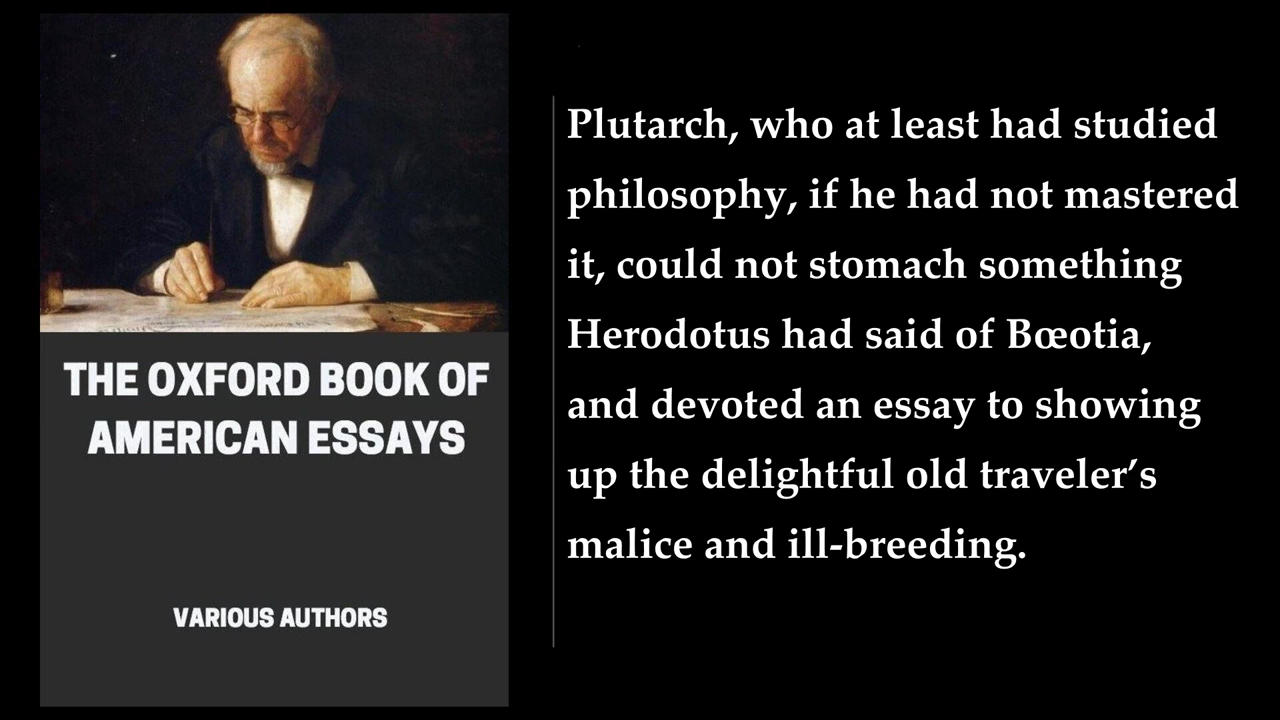 THE OXFORD BOOK OF
AMERICAN ESSAYS
VARIOUS AUTHORS
Plutarch, who at least had studied
philosophy, if he had not mastered
it, could not stomach something
Herodotus had said of Bœotia,
and devoted an essay to showing
up the delightful old traveler’s
malice and ill-breeding.